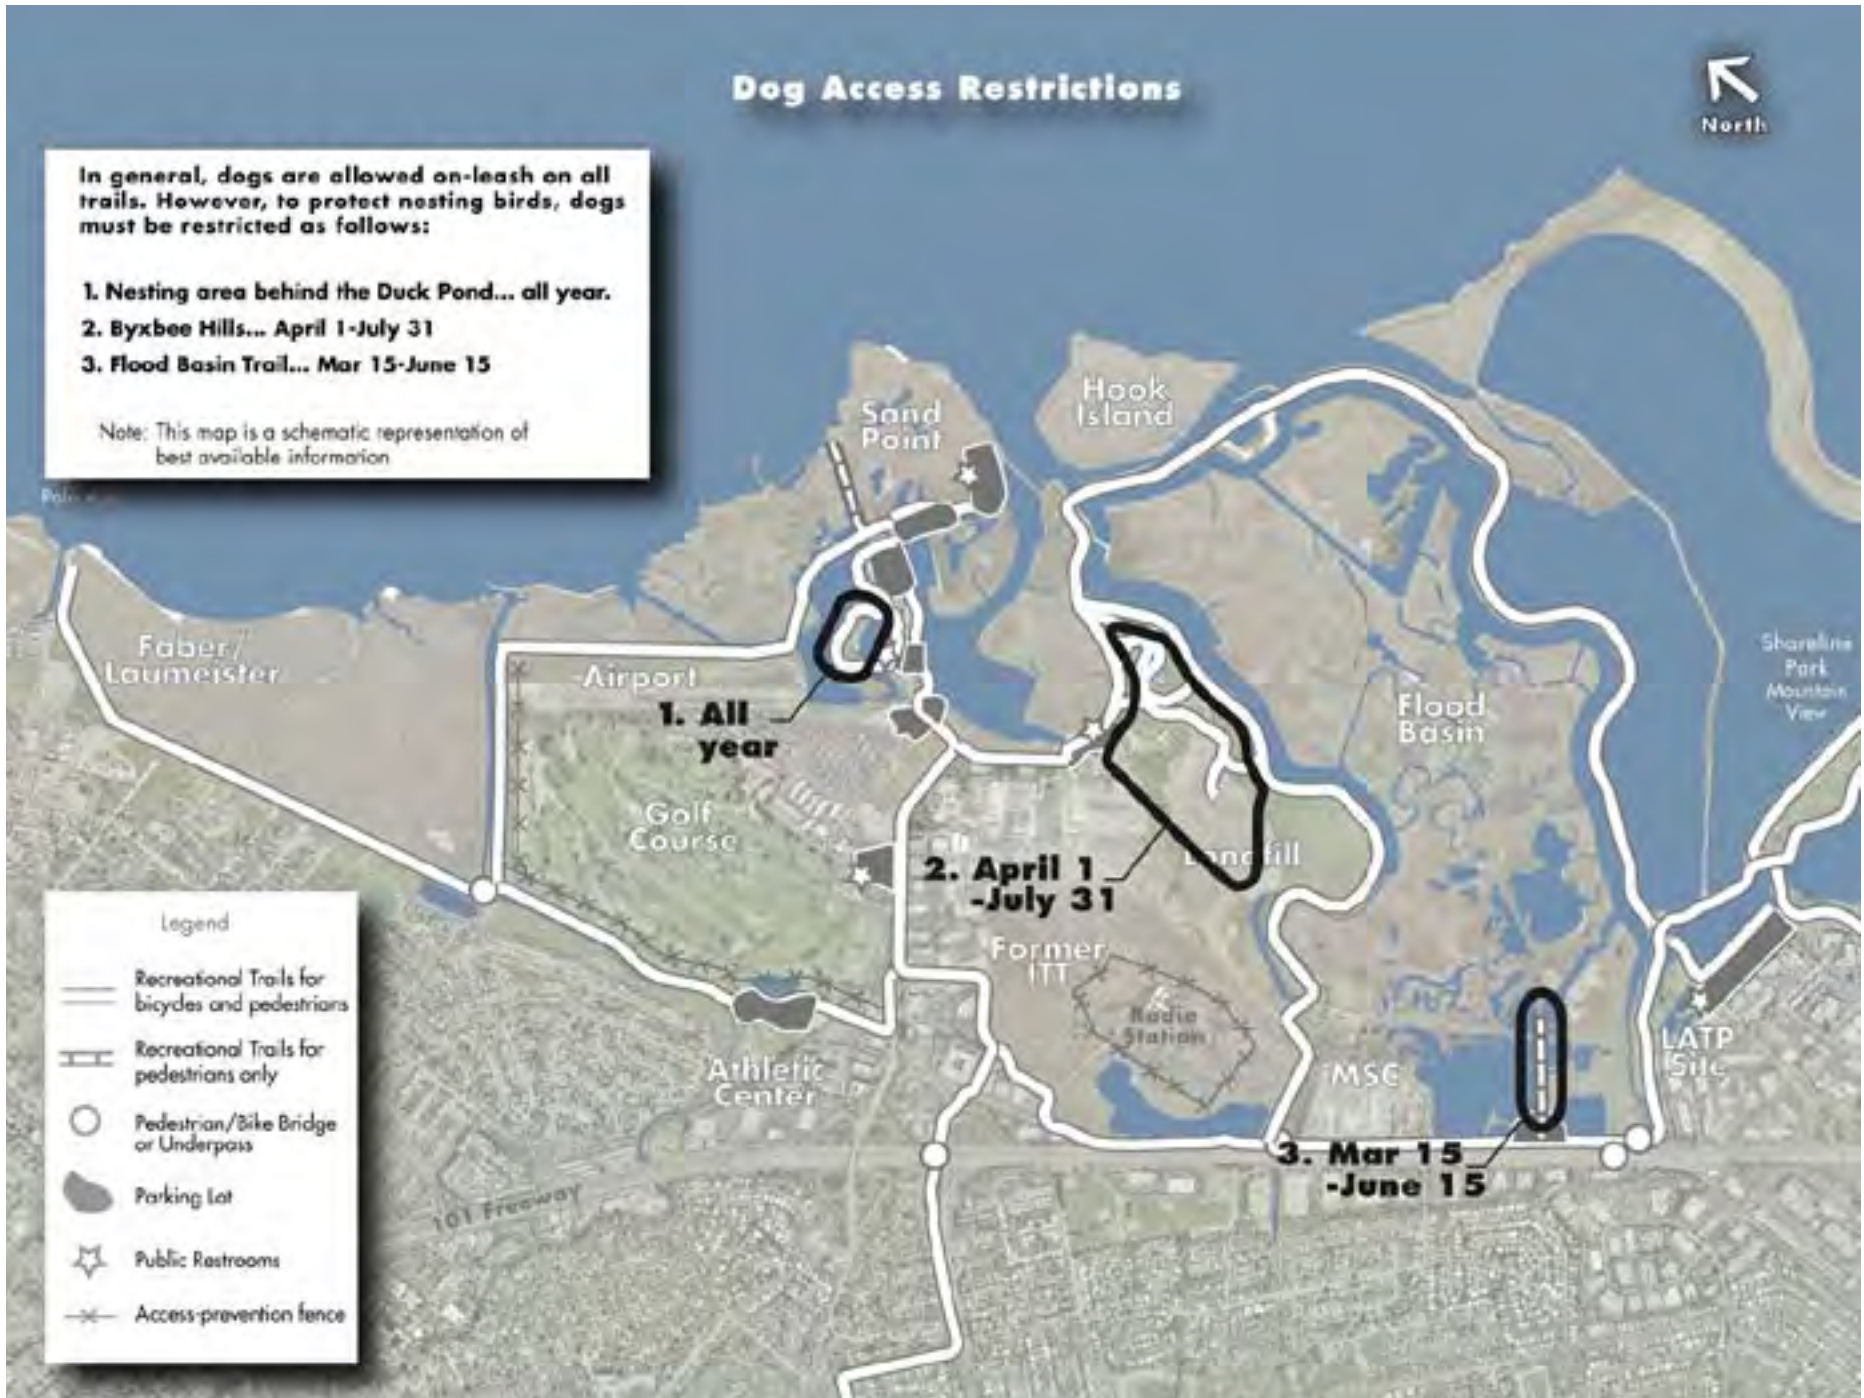 Dog Access Restrictions
North
In general, dogs are allowed on-leash on all
trails. However, to protect nesting birds, dogs
must be restricted as follows:
1. Nesting area behind the Duck Pond... all year.
2. Byxbee Hills... April 1-July 31
3. Flood Basin Trail... Mar 15-June 15
Note: This map is a schematic representation of
best available information
Hook
Island
Sand
Point
Faber/
Laumeister
Airport
1. All
year
Shoreline
Park
Mountain
View
Flood
Basin
Golf
Course
2. April 1
-July 31
Landfill
Former
ITT
Radio
Station
Athletic
Center
MSC
LATP
Site
3. Mar 15
-June 15
101 Freeway
Legend
Recreational Trails for
bicycles and pedestrians
Recreational Trails for
pedestrians only
Pedestrian/Bike Bridge
or Underpass
Parking Lot
Public Restrooms
Access-prevention fence